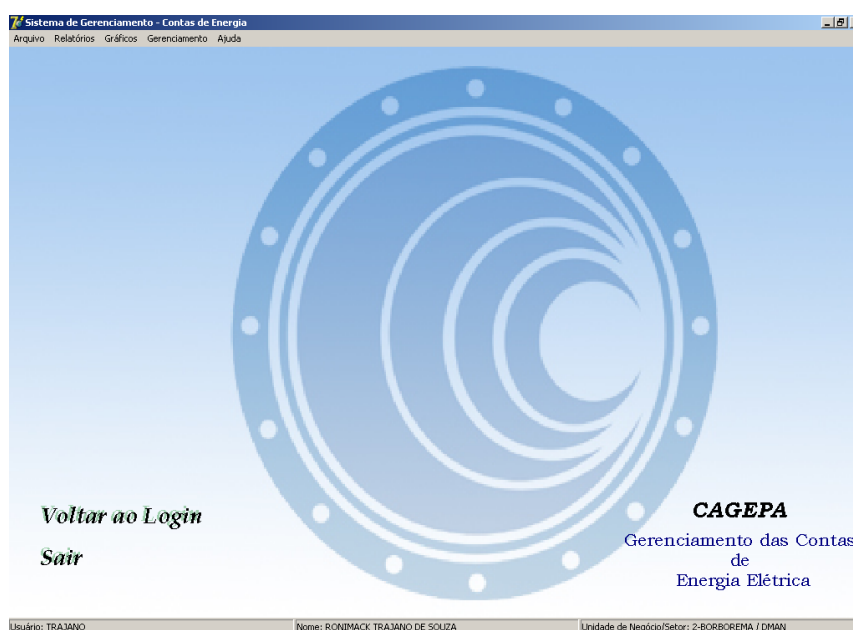 Sistema de Gerenciamento - Contas de Energia
Arquivo Relatórios Gráficos Gerenciamento Ajuda
Voltar ao Login
Sair
CAGEPA
Gerenciamento das Contas
de
Energia Elétrica
Usuário: TRAJANO Nome: RONIMACK TRAJANO DE SOUZA Unidade de Negócio/Setor: 2-BORBOREMA / DMAN